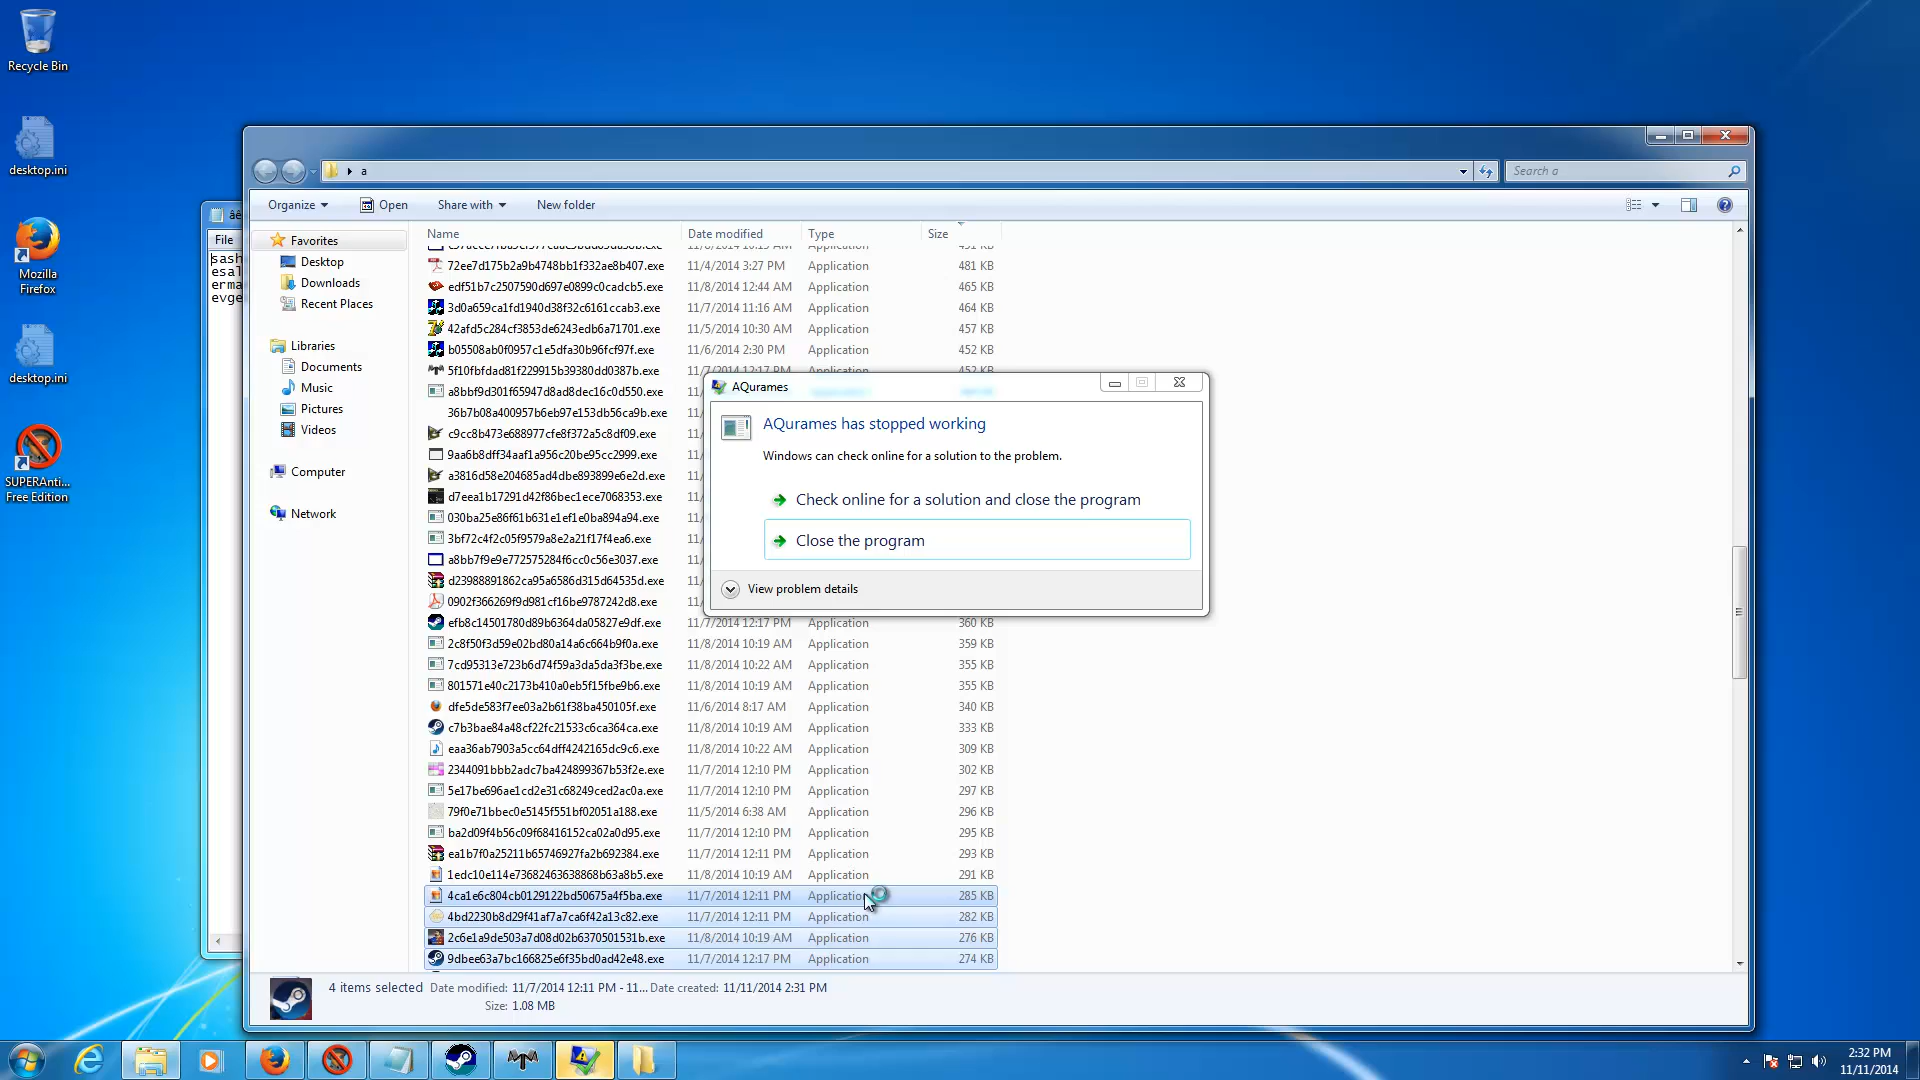 Recycle Bin
desktop.ini
Mozilla
Firefox
desktop.ini
SUPERAnti...
Free Edition
File
sash
esal
erma
evge
a
Search a
Organize
Open
Share with
New folder
Favorites
Desktop
Downloads
Recent Places
Libraries
Documents
Music
Pictures
Videos
Computer
Network
Name Date modified Type Size
72ee7d175b2a9b4748bb1f332ae8b407.exe 11/4/2014 3:27 PM Application 481 KB
edf51b7c2507590d697e0899c0cadcb5.exe 11/8/2014 12:44 AM Application 465 KB
3d0a659ca1fd1940d38f32c6161ccab3.exe 11/7/2014 11:16 AM Application 464 KB
42afd5c284cf3853de6243edb6a71701.exe 11/5/2014 10:30 AM Application 457 KB
b05508ab0f0957c1e5dfa30b96fcf97f.exe 11/6/2014 2:30 PM Application 452 KB
5f10fbfdad81f229915b39380dd0387b.exe 11/7/2014 12:17 PM Application 452 KB
a8bbf9d301f65947d8ad8dec16c0d550.exe
36b7b08a400957b6eb97e153db56ca9b.exe
c9cc8b473e688977cfe8f372a5c8df09.exe
9aa6b8dff34aaf1a956c20be95cc2999.exe
a3816d58e204685ad4dbe893899e6e2d.exe
d7eea1b17291d42f86bec1ece7068353.exe
030ba25e86f61b631e1ef1e0ba894a94.exe
3bf72c4f2c05f9579a8e2a21f17f4ea6.exe
a8bb7f9e9e772575284f6cc0c56e3037.exe
d23988891862ca95a6586d315d64535d.exe
0902f366269f9d981cf16be9787242d8.exe
efb8c14501780d89b6364da05827e9df.exe 11/7/2014 12:17 PM Application 360 KB
2c8f50f3d59e02bd80a14a6c664b9f0a.exe 11/8/2014 10:19 AM Application 359 KB
7cd95313e723b6d74f59a3da5da3f3be.exe 11/8/2014 10:22 AM Application 355 KB
801571e40c2173b410a0eb5f15fbe9b6.exe 11/8/2014 10:19 AM Application 355 KB
dfe5de583f7ee03a2b61f38ba450105f.exe 11/6/2014 8:17 AM Application 340 KB
c7b3bae84a48cf22fc21533c6ca364ca.exe 11/8/2014 10:19 AM Application 333 KB
eaa36ab7903a5cc64dff4242165dc9c6.exe 11/8/2014 10:22 AM Application 309 KB
2344091bbb2adc7ba424899367b53f2e.exe 11/7/2014 12:10 PM Application 302 KB
5e17be696ae1cd2e31c68249ced2ac0a.exe 11/7/2014 12:10 PM Application 297 KB
79f0e71bbec0e5145f551bf02051a188.exe 11/5/2014 6:38 AM Application 296 KB
ba2d09f4b56c09f68416152ca02a0d95.exe 11/7/2014 12:10 PM Application 295 KB
ea1b7f0a25211b65746927fa2b692384.exe 11/7/2014 12:11 PM Application 293 KB
1edc10e114e73682463638868b63a8b5.exe 11/8/2014 10:19 AM Application 291 KB
4ca1e6c804cb0129122bd50675a4f5ba.exe 11/7/2014 12:11 PM Application 285 KB
4bd2230b8d29f41af7a7ca6f42a13c82.exe 11/7/2014 12:11 PM Application 282 KB
2c6e1a9de503a7d08d02b6370501531b.exe 11/8/2014 10:19 AM Application 276 KB
9dbee63a7bc166825e6f35bd0ad42e48.exe 11/7/2014 12:17 PM Application 274 KB
AQurames
AQurames has stopped working
Windows can check online for a solution to the problem.
Check online for a solution and close the program
Close the program
View problem details
4 items selected Date modified: 11/7/2014 12:11 PM - 11... Date created: 11/11/2014 2:31 PM
Size: 1.08 MB
2:32 PM
11/11/2014